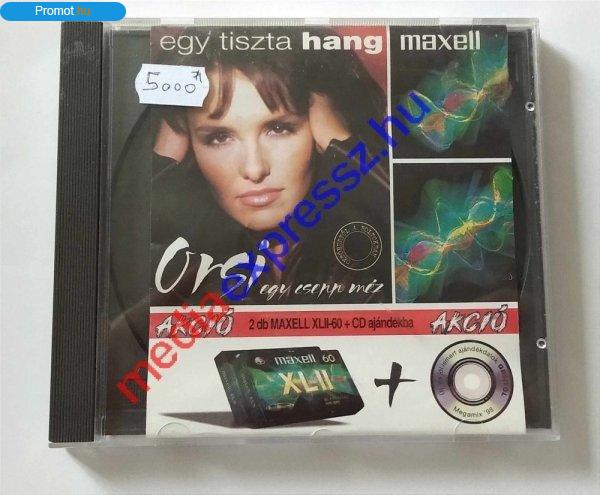 Promot.hu
egy tiszta hang maxell
5000
Orsi
egy csepp méz
AKCIÓ 2 db MAXELL XLII-60 + CD ajándékba AKCIÓ
maxell 60
XLII
+
Megamix '98
mediaexpressz.hu